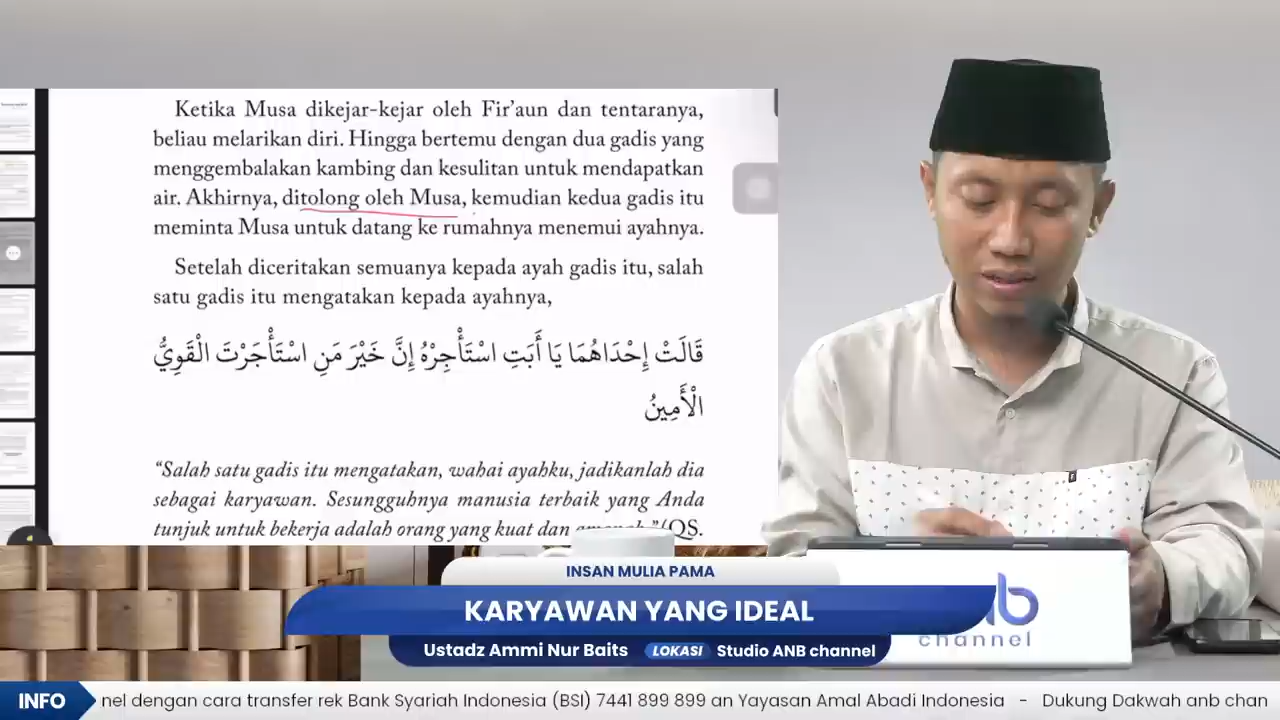 Ketika Musa dikejar-kejar oleh Fir'aun dan tentaranya,
beliau melarikan diri. Hingga bertemu dengan dua gadis yang
menggembalakan kambing dan kesulitan untuk mendapatkan
air. Akhirnya, ditolong oleh Musa, kemudian kedua gadis itu
meminta Musa untuk datang ke rumahnya menemui ayahnya.
Setelah diceritakan semuanya kepada ayah gadis itu, salah
satu gadis itu mengatakan kepada ayahnya,
قَالَتْ إِحْدَاهُمَا يَا أَبَتِ اسْتَأْجِرْهُ إِنَّ خَيْرَ مَنِ اسْتَأْجَرْتَ الْقَوِيُّ
الْأَمِينُ
“Salah satu gadis itu mengatakan, wahai ayahku, jadikanlah dia
sebagai karyawan. Sesungguhnya manusia terbaik yang Anda
tunjuk untuk bekerja adalah orang yang kuat dan (QS.
INSAN MULIA PAMA
KARYAWAN YANG IDEAL
Ustadz Ammi Nur Baits LOKASI Studio ANB channel
channel
INFO nel dengan cara transfer rek Bank Syariah Indonesia (BSI) 7441 899 899 an Yayasan Amal Abadi Indonesia - Dukung Dakwah anb chan